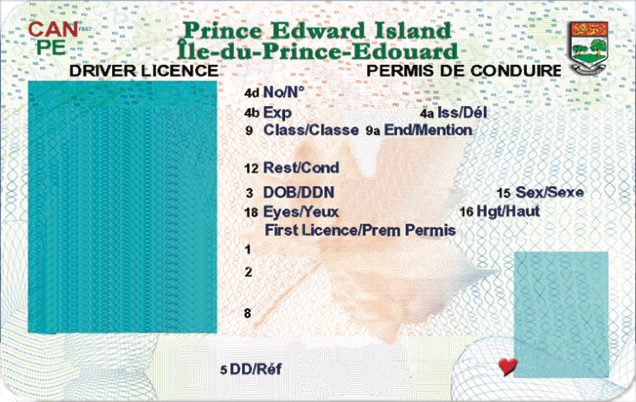 CAN
PE
Prince Edward Island
Île-du-Prince-Edouard
DRIVER LICENCE PERMIS DE CONDUIRE
4d No/N°
4b Exp 4a Iss/Dél
9 Class/Classe 9a End/Mention
12 Rest/Cond
3 DOB/DDN 15 Sex/Sexe
18 Eyes/Yeux 16 Hgt/Haut
First Licence/Prem Permis
1
2
8
5 DD/Réf